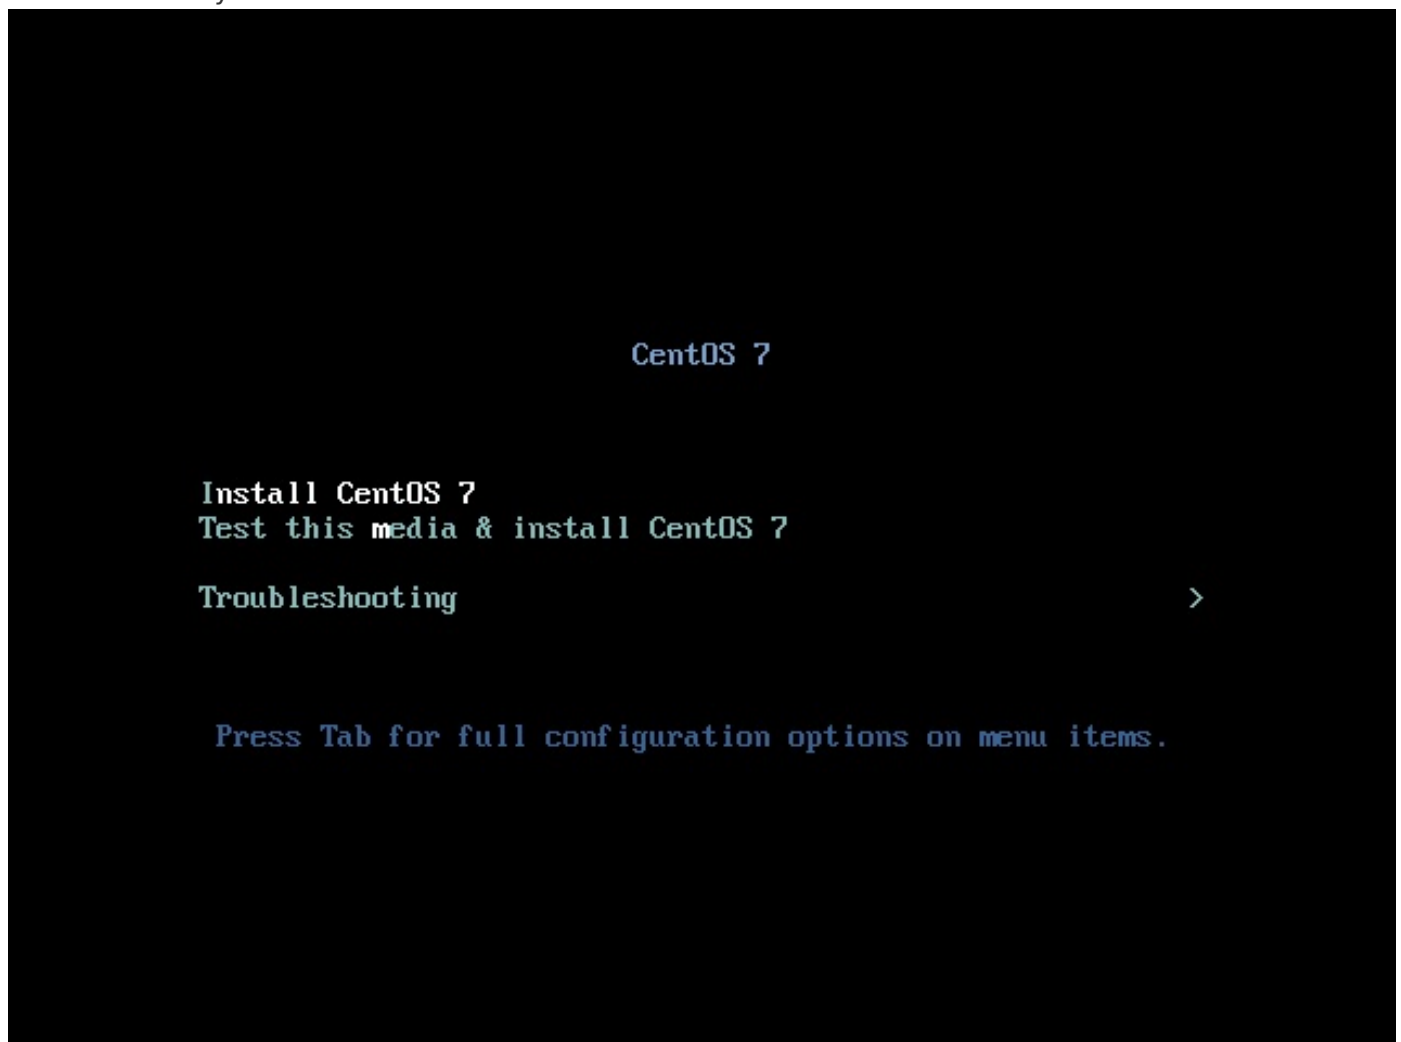 CentOS 7
Install CentOS 7
Test this media & install CentOS 7
Troubleshooting >
Press Tab for full configuration options on menu items.